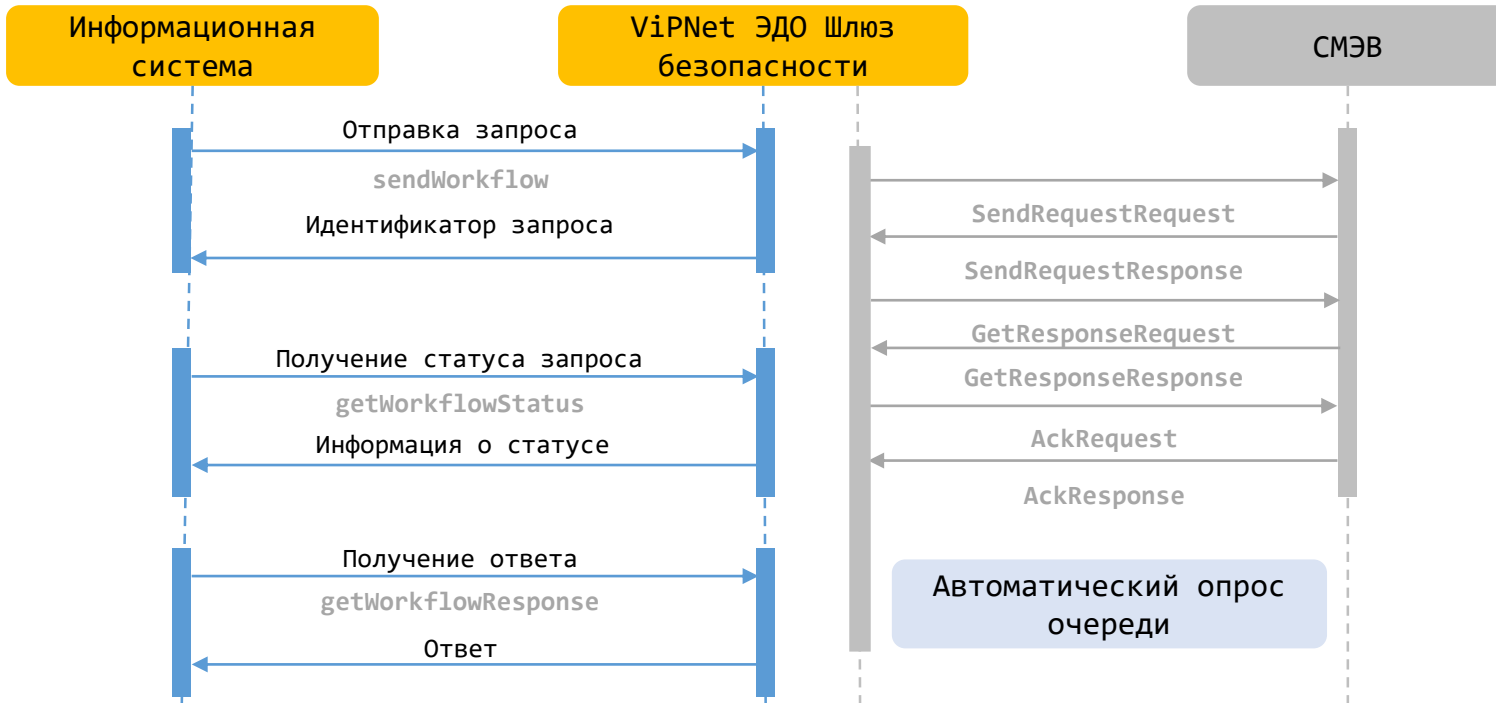 Информационная
система
ViPNet ЭДО Шлюз
безопасности
СМЭВ
Отправка запроса
sendWorkflow
Идентификатор запроса
SendRequestRequest
SendRequestResponse
GetResponseRequest
Получение статуса запроса
GetResponseResponse
getWorkflowStatus
Информация о статусе
AckRequest
AckResponse
Получение ответа
getWorkflowResponse
Ответ
Автоматический опрос
очереди